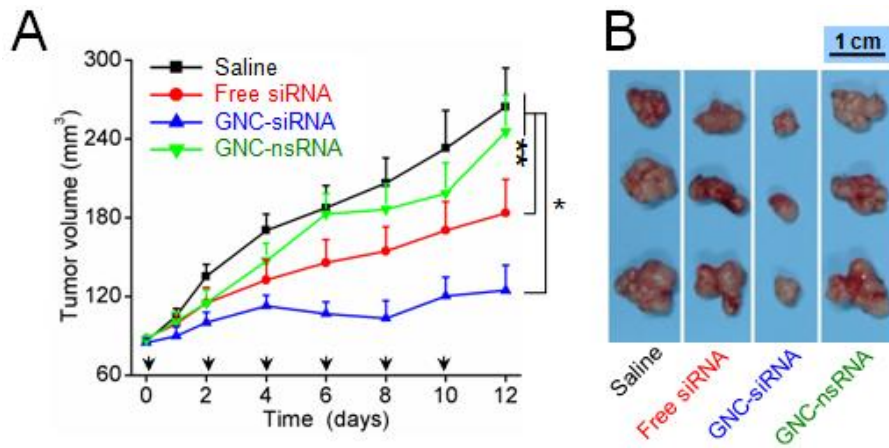 A
Tumor volume (mm³)
300
240
180
120
60
Saline
Free siRNA
GNC-siRNA
GNC-nsRNA
**
*
0 2 4 6 8 10 12
Time (days)
B
1 cm
Saline
Free siRNA
GNC-siRNA
GNC-nsRNA